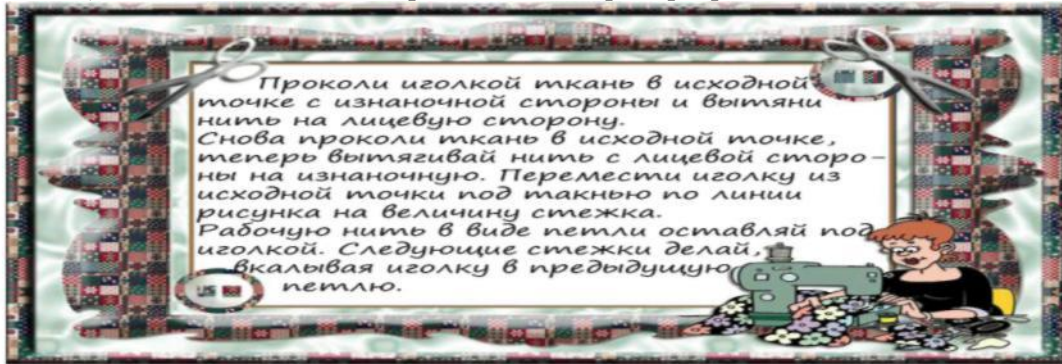 Проколи иголкой ткань в исходной
точке с изнаночной стороны и вытяни
нить на лицевую сторону.
Снова проколи ткань в исходной точке,
теперь вытягивай нить с лицевой сторо-
ны на изнаночную. Перемести иголку из
исходной точки под такнью по линии
рисунка на величину стежка.
Рабочую нить в виде петли оставляй под
иголкой. Следующие стежки делай,
вкалывая иголку в предыдущую
петлю.